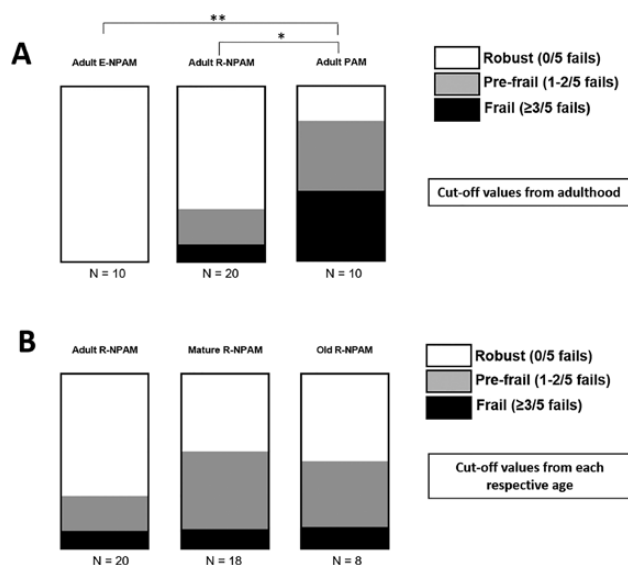 **
*
A
Adult E-NPAM Adult R-NPAM Adult PAM
Robust (0/5 fails)
Pre-frail (1-2/5 fails)
Frail (≥3/5 fails)
Cut-off values from adulthood
N = 10 N = 20 N = 10
B
Adult R-NPAM Mature R-NPAM Old R-NPAM
Robust (0/5 fails)
Pre-frail (1-2/5 fails)
Frail (≥3/5 fails)
Cut-off values from each
respective age
N = 20 N = 18 N = 8